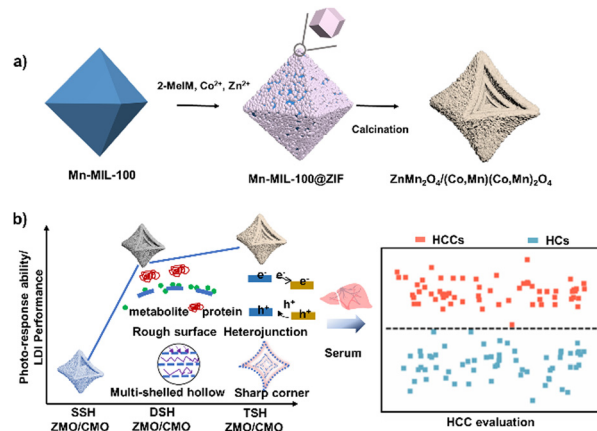 a)
2-MeIM, Co²⁺, Zn²⁺
Calcination
Mn-MIL-100
Mn-MIL-100@ZIF
ZnMn₂O₄/(Co,Mn)(Co,Mn)₂O₄
b)
Photo-response ability/
LDI Performance
metabolite
protein
Rough surface
Heterojunction
e⁻
e⁻
e⁻
h⁺
h⁺
h⁺
Multi-shelled hollow
Sharp corner
SSH
ZMO/CMO
DSH
ZMO/CMO
TSH
ZMO/CMO
Serum
HCCs
HCs
HCC evaluation